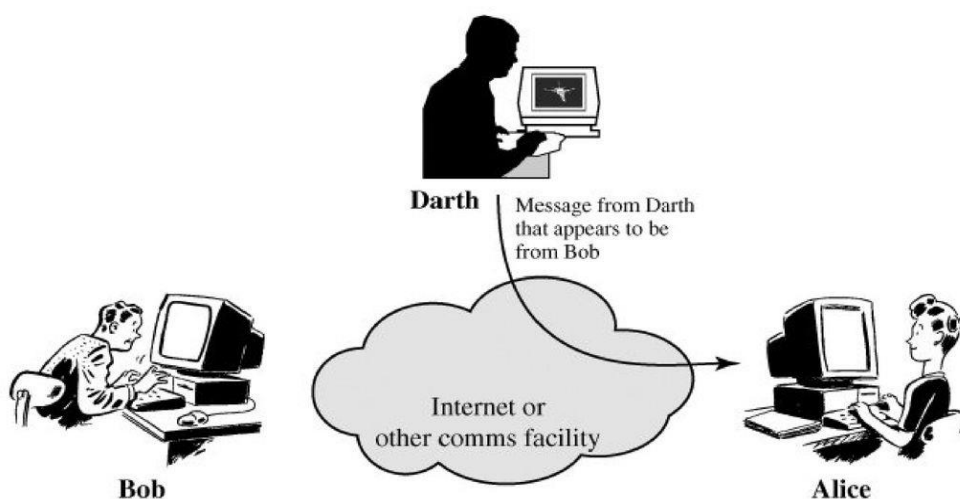 Darth
Message from Darth
that appears to be
from Bob
Internet or
other comms facility
Bob
Alice